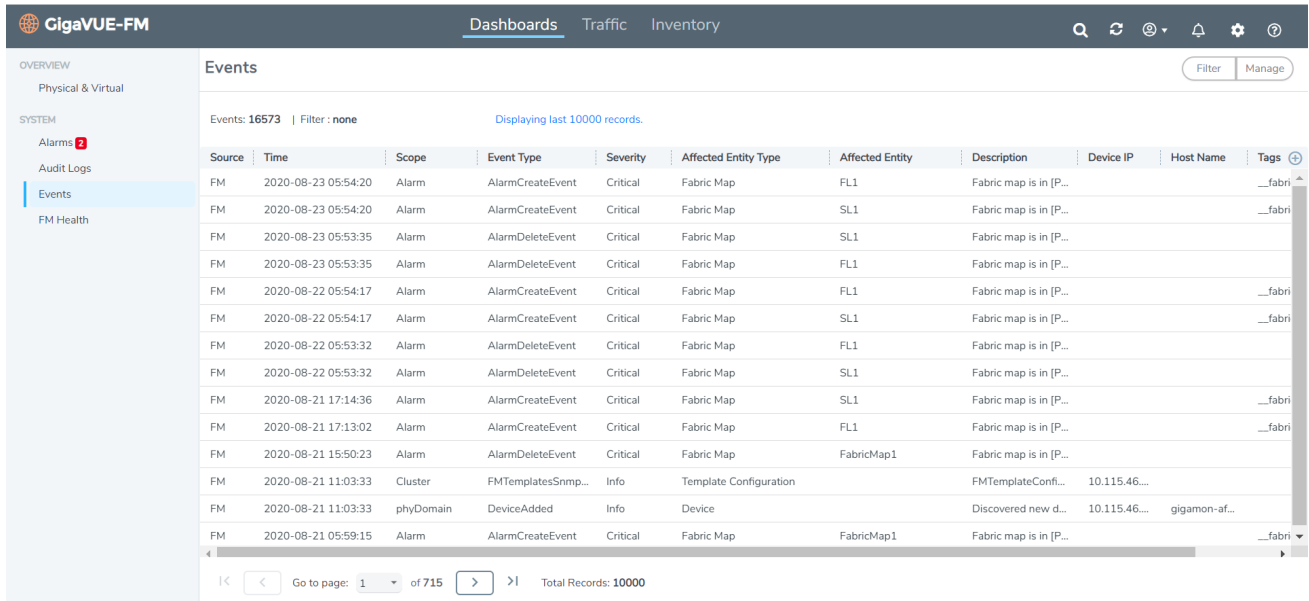 GigaVUE-FM
Dashboards Traffic Inventory
OVERVIEW
Physical & Virtual
SYSTEM
Alarms 2
Audit Logs
Events
FM Health
Events
Filter Manage
Events: 16573 | Filter : none Displaying last 10000 records.
Source Time Scope Event Type Severity Affected Entity Type Affected Entity Description Device IP Host Name Tags
FM 2020-08-23 05:54:20 Alarm AlarmCreateEvent Critical Fabric Map FL1 Fabric map is in [P... __fabri
FM 2020-08-23 05:54:20 Alarm AlarmCreateEvent Critical Fabric Map SL1 Fabric map is in [P... __fabri
FM 2020-08-23 05:53:35 Alarm AlarmDeleteEvent Critical Fabric Map SL1 Fabric map is in [P...
FM 2020-08-23 05:53:35 Alarm AlarmDeleteEvent Critical Fabric Map FL1 Fabric map is in [P...
FM 2020-08-22 05:54:17 Alarm AlarmCreateEvent Critical Fabric Map FL1 Fabric map is in [P... __fabri
FM 2020-08-22 05:54:17 Alarm AlarmCreateEvent Critical Fabric Map SL1 Fabric map is in [P... __fabri
FM 2020-08-22 05:53:32 Alarm AlarmDeleteEvent Critical Fabric Map FL1 Fabric map is in [P...
FM 2020-08-22 05:53:32 Alarm AlarmDeleteEvent Critical Fabric Map SL1 Fabric map is in [P...
FM 2020-08-21 17:14:36 Alarm AlarmCreateEvent Critical Fabric Map SL1 Fabric map is in [P... __fabri
FM 2020-08-21 17:13:02 Alarm AlarmCreateEvent Critical Fabric Map FL1 Fabric map is in [P... __fabri
FM 2020-08-21 15:50:23 Alarm AlarmDeleteEvent Critical Fabric Map FabricMap1 Fabric map is in [P...
FM 2020-08-21 11:03:33 Cluster FMTemplatesSnmp... Info Template Configuration FMTemplateConfi... 10.115.46....
FM 2020-08-21 11:03:33 phyDomain DeviceAdded Info Device Discovered new d... 10.115.46.... gigamon-af...
FM 2020-08-21 05:59:15 Alarm AlarmCreateEvent Critical Fabric Map FabricMap1 Fabric map is in [P... __fabri
Go to page: 1 of 715 Total Records: 10000